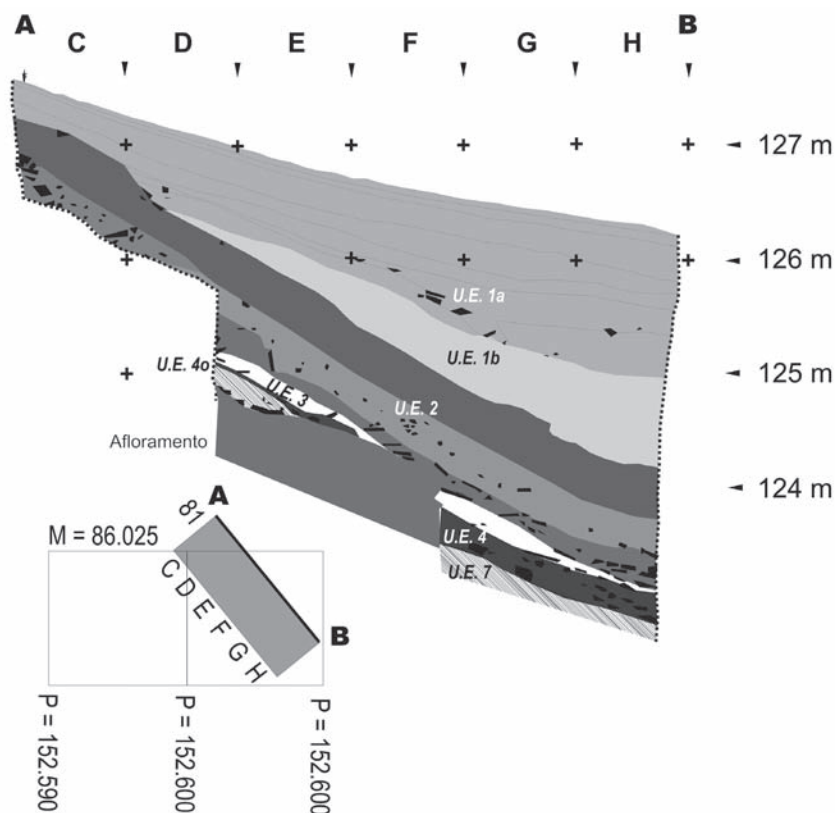 A C D E F G H B
127 m
126 m
U.E. 1a
U.E. 1b
U.E. 4o
125 m
U.E. 3
U.E. 2
Afloramento
124 m
A
81
M = 86.025
U.E. 4
U.E. 7
C D E F G H
B
P = 152.590
P = 152.600
P = 152.600